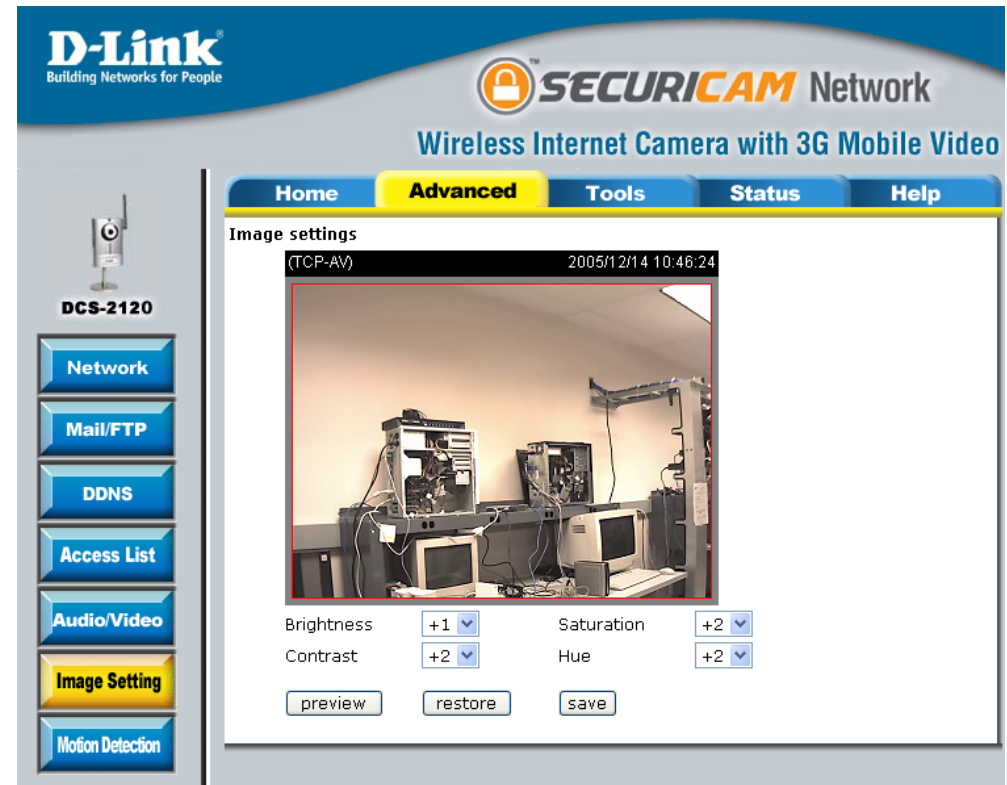 D-Link®
Building Networks for People
SECURICAM™ Network
Wireless Internet Camera with 3G Mobile Video
DCS-2120
Home Advanced Tools Status Help
Network
Mail/FTP
DDNS
Access List
Audio/Video
Image Setting
Motion Detection
Image settings
(TCP-AV) 2005/12/14 10:46:24
Brightness +1 Saturation +2
Contrast +2 Hue +2
preview restore save